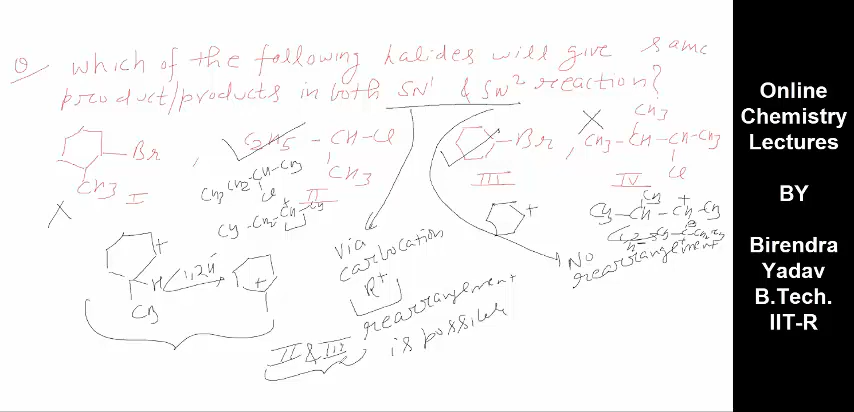 Q Which of the following halides will give same
product/products in both SN1 & SN2 reaction?
Br, C2H5 - CH - Cl Br, CH3 - CH - CH - CH3
CH3 CH3 CH3 Cl
I II III IV
via
carbocation
R+
rearrangement
is possible
No
rearrangement
H
CH3
II & III
Online
Chemistry
Lectures
BY
Birendra
Yadav
B.Tech.
IIT-R